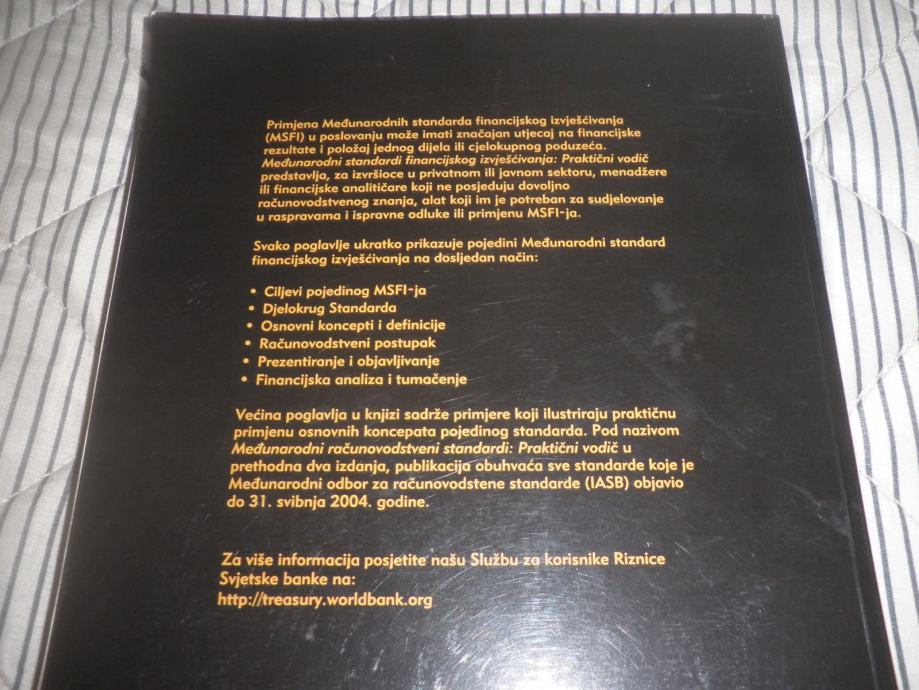 Primjena Međunarodnih standarda financijskog izvješćivanja
(MSFI) u poslovanju može imati značajan utjecaj na financijske
rezultate i položaj jednog dijela ili cjelokupnog poduzeća.
Međunarodni standardi financijskog izvješćivanja: Praktični vodič
predstavlja, za izvršioce u privatnom ili javnom sektoru, menadžere
ili financijske analitičare koji ne posjeduju dovoljno
računovodstvenog znanja, alat koji im je potreban za sudjelovanje
u raspravama i ispravne odluke ili primjenu MSFI-ja.
Svako poglavlje ukratko prikazuje pojedini Međunarodni standard
financijskog izvješćivanja na dosljedan način:
• Ciljevi pojedinog MSFI-ja
• Djelokrug Standarda
• Osnovni koncepti i definicije
• Računovodstveni postupak
• Prezentiranje i objavljivanje
• Financijska analiza i tumačenje
Većina poglavlja u knjizi sadrže primjere koji ilustriraju praktičnu
primjenu osnovnih koncepata pojedinog standarda. Pod nazivom
Međunarodni računovodstveni standardi: Praktični vodič u
prethodna dva izdanja, publikacija obuhvaća sve standarde koje je
Međunarodni odbor za računovodstene standarde (IASB) objavio
do 31. svibnja 2004. godine.
Za više informacija posjetite našu Službu za korisnike Riznice
Svjetske banke na:
http://treasury.worldbank.org